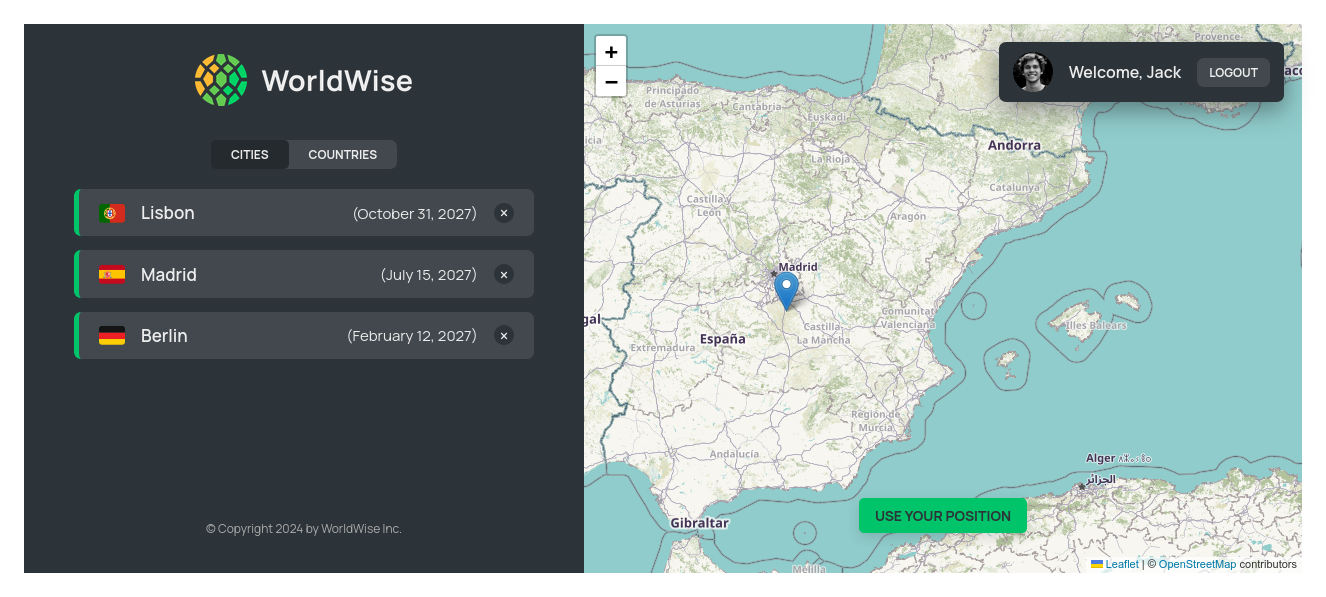 WorldWise
CITIES COUNTRIES
Lisbon (October 31, 2027) ×
Madrid (July 15, 2027) ×
Berlin (February 12, 2027) ×
© Copyright 2024 by WorldWise Inc.
+
−
Welcome, Jack LOGOUT
Provence
Principado
de Asturias
Cantabria
Euskadi
icia
La Rioja
Andorra
Catalunya
Castilla y
León
Aragón
Madrid
gal
España
Castilla-
La Mancha
Comunitat
Valenciana
Illes Balears
Extremadura
Región de
Murcia
Andalucía
Alger
الجزائر
Gibraltar
USE YOUR POSITION
Melilla
Leaflet | © OpenStreetMap contributors